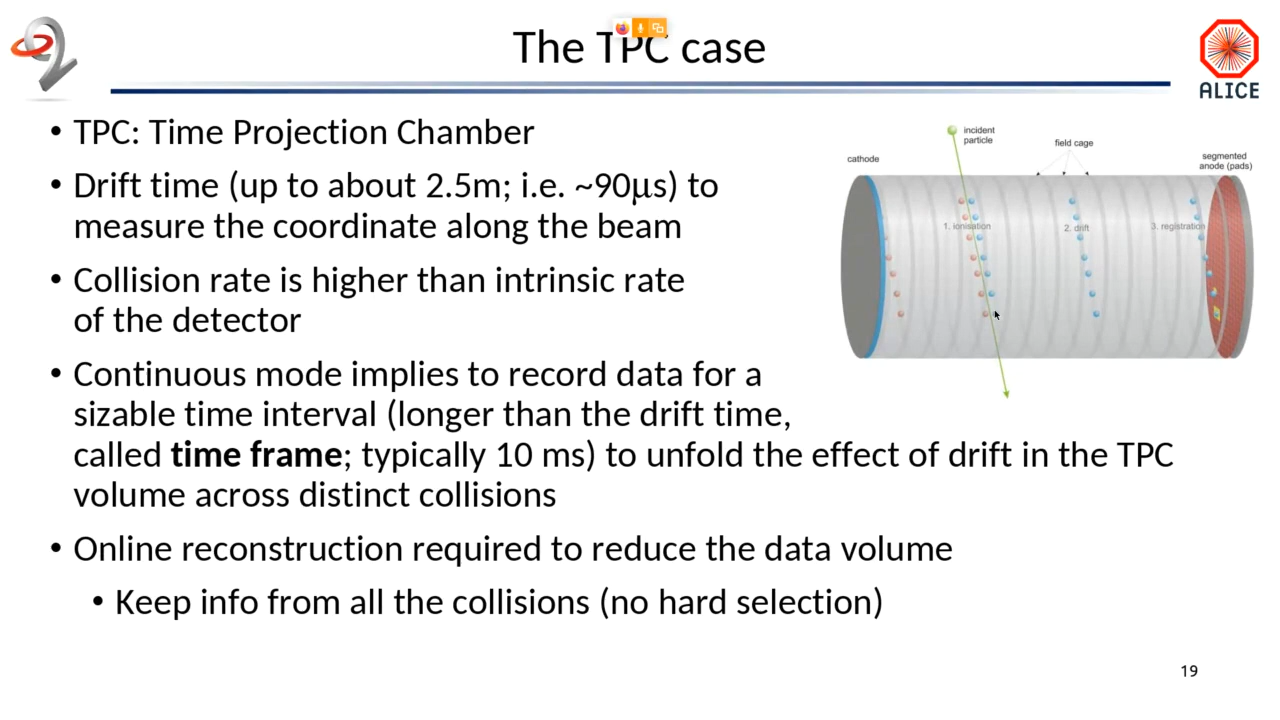 The TPC case
ALICE
• TPC: Time Projection Chamber
• Drift time (up to about 2.5m; i.e. ~90μs) to
measure the coordinate along the beam
• Collision rate is higher than intrinsic rate
of the detector
• Continuous mode implies to record data for a
sizable time interval (longer than the drift time,
called time frame; typically 10 ms) to unfold the effect of drift in the TPC
volume across distinct collisions
• Online reconstruction required to reduce the data volume
• Keep info from all the collisions (no hard selection)
incident
particle
field cage
cathode
segmented
anode (pads)
1. ionisation
2. drift
3. registration
19